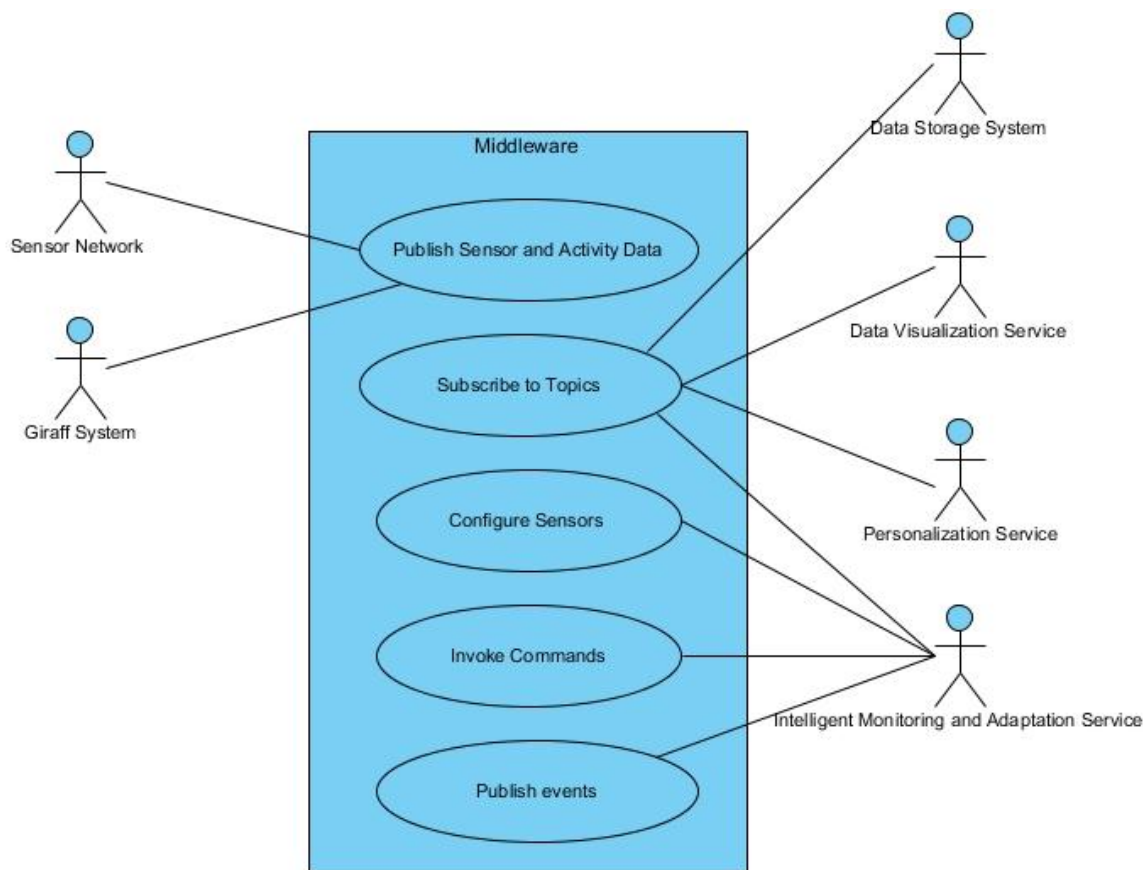 Data Storage System
Middleware
Sensor Network
Publish Sensor and Activity Data
Data Visualization Service
Giraff System
Subscribe to Topics
Configure Sensors
Personalization Service
Invoke Commands
Intelligent Monitoring and Adaptation Service
Publish events